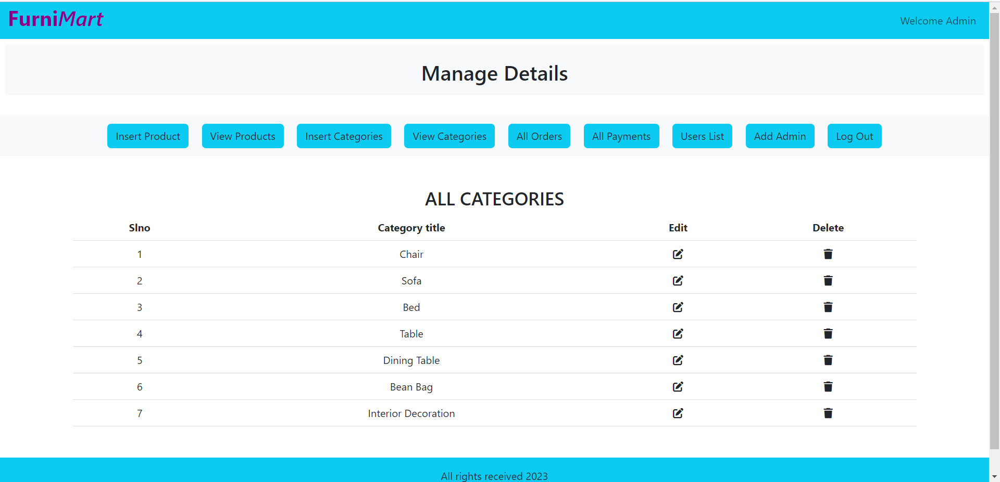 FurniMart
Welcome Admin
Manage Details
Insert Product View Products Insert Categories View Categories All Orders All Payments Users List Add Admin Log Out
ALL CATEGORIES
Slno Category title Edit Delete
1 Chair
2 Sofa
3 Bed
4 Table
5 Dining Table
6 Bean Bag
7 Interior Decoration
All rights received 2023